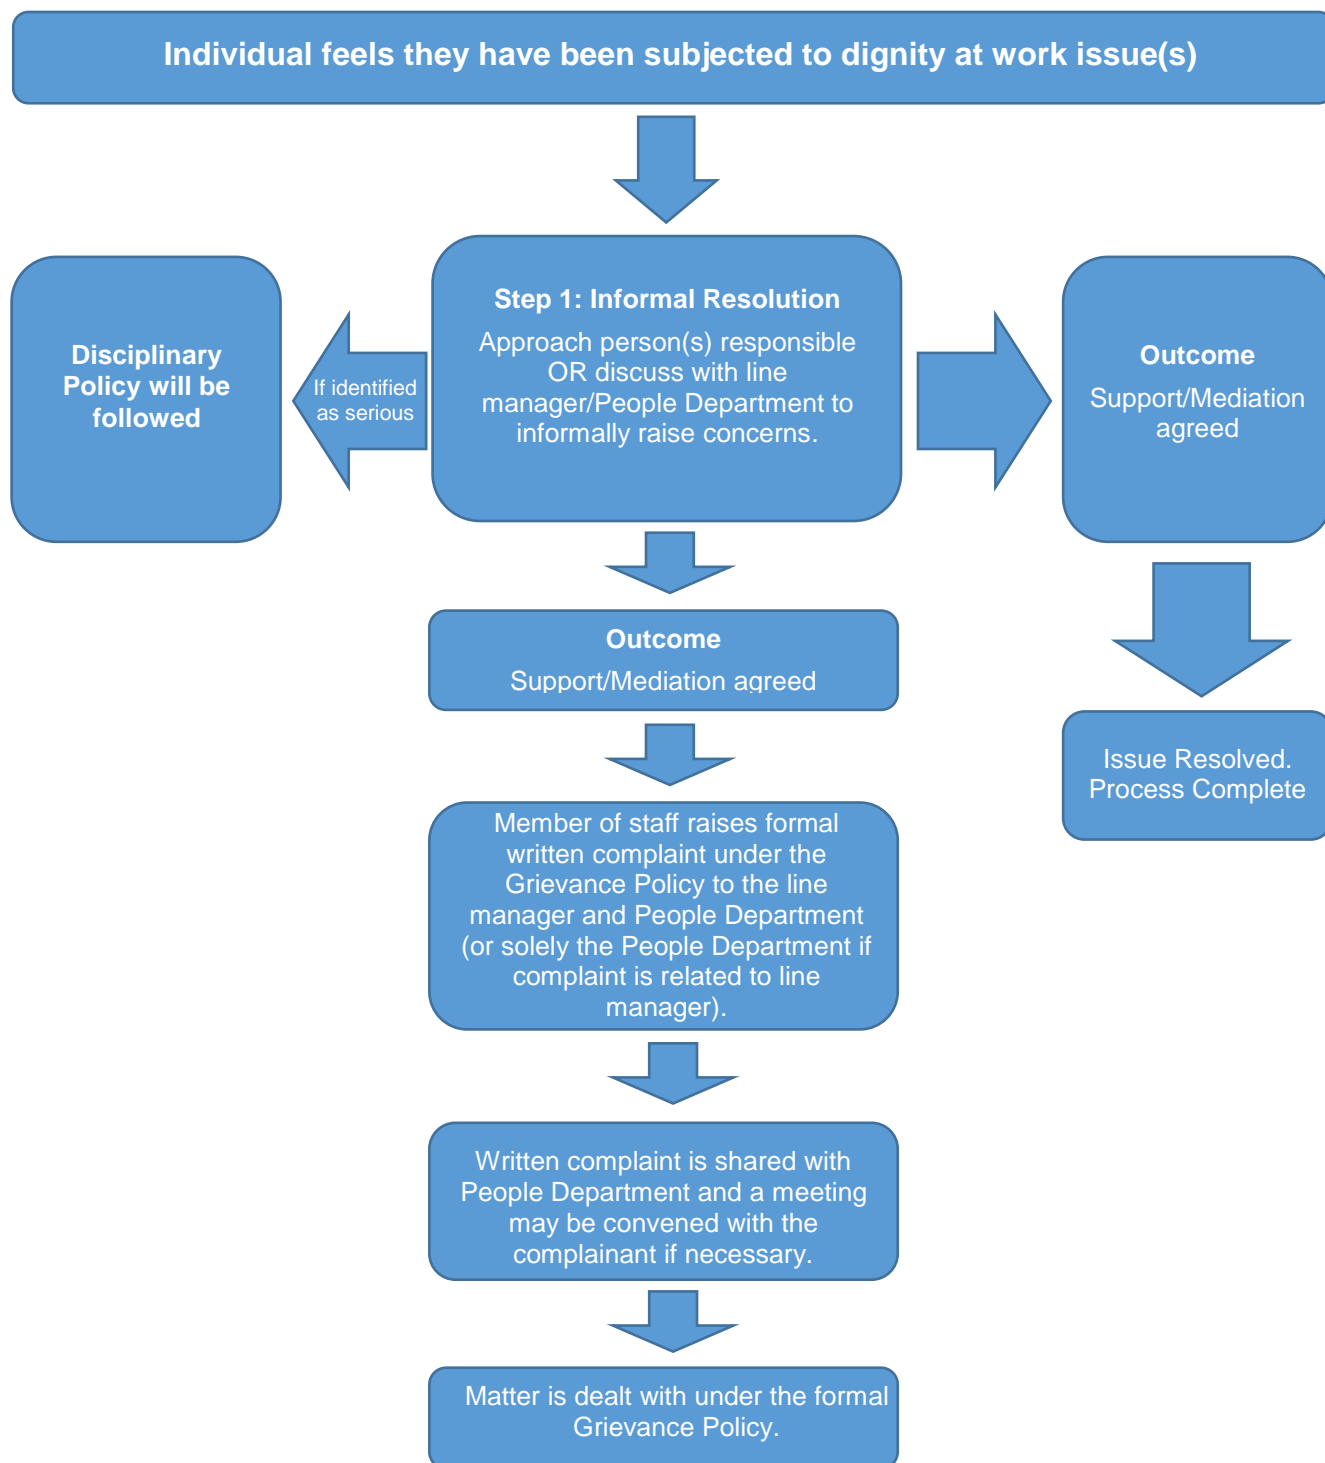 Individual feels they have been subjected to dignity at work issue(s)
Disciplinary
Policy will be
followed
If identified
as serious
Step 1: Informal Resolution
Approach person(s) responsible
OR discuss with line
manager/People Department to
informally raise concerns.
Outcome
Support/Mediation
agreed
Outcome
Support/Mediation agreed
Issue Resolved.
Process Complete
Member of staff raises formal
written complaint under the
Grievance Policy to the line
manager and People Department
(or solely the People Department if
complaint is related to line
manager).
Written complaint is shared with
People Department and a meeting
may be convened with the
complainant if necessary.
Matter is dealt with under the formal
Grievance Policy.